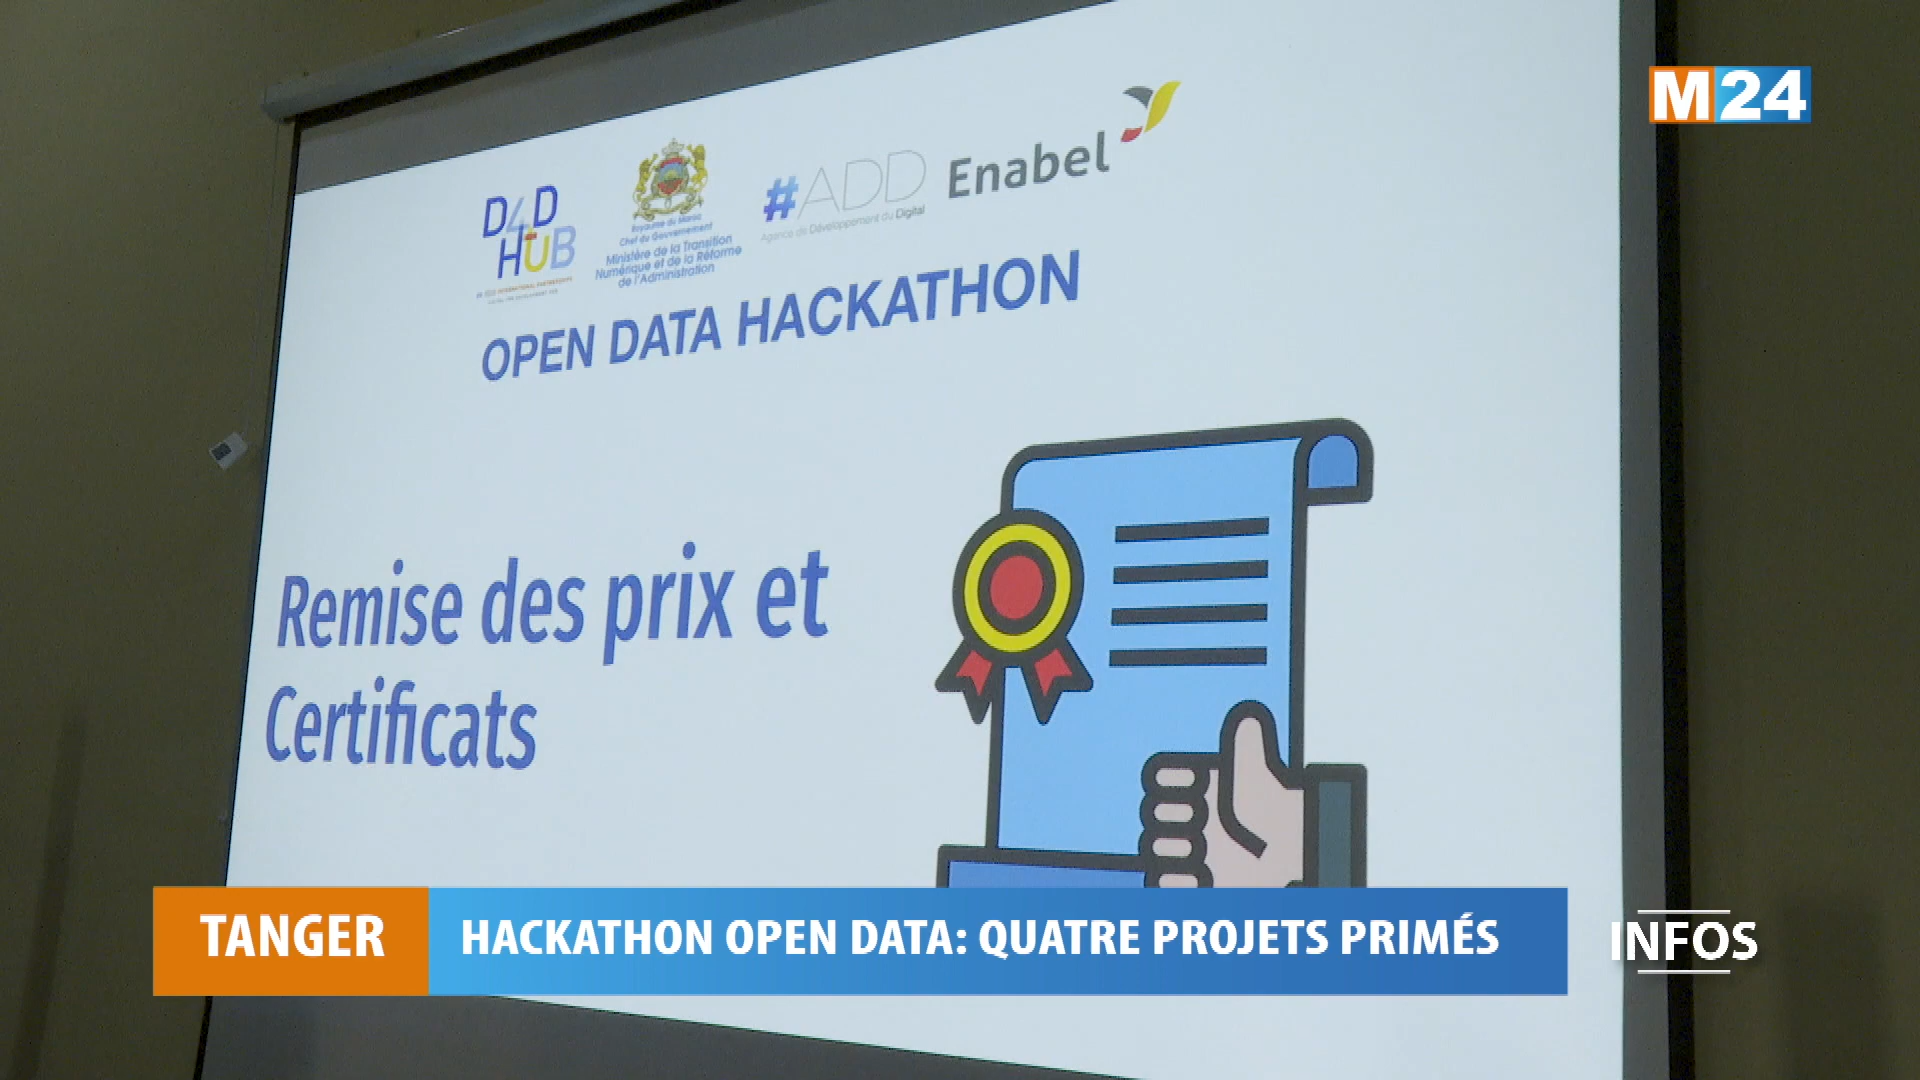 M24
D4D
HUB
Royaume du Maroc
Chef du Gouvernement
Ministère de la Transition
Numérique et de la Réforme
de l'Administration
#ADD
Agence de Développement du Digital
Enabel
OPEN DATA HACKATHON
Remise des prix et
Certificats
TANGER
HACKATHON OPEN DATA: QUATRE PROJETS PRIMÉS
INFOS